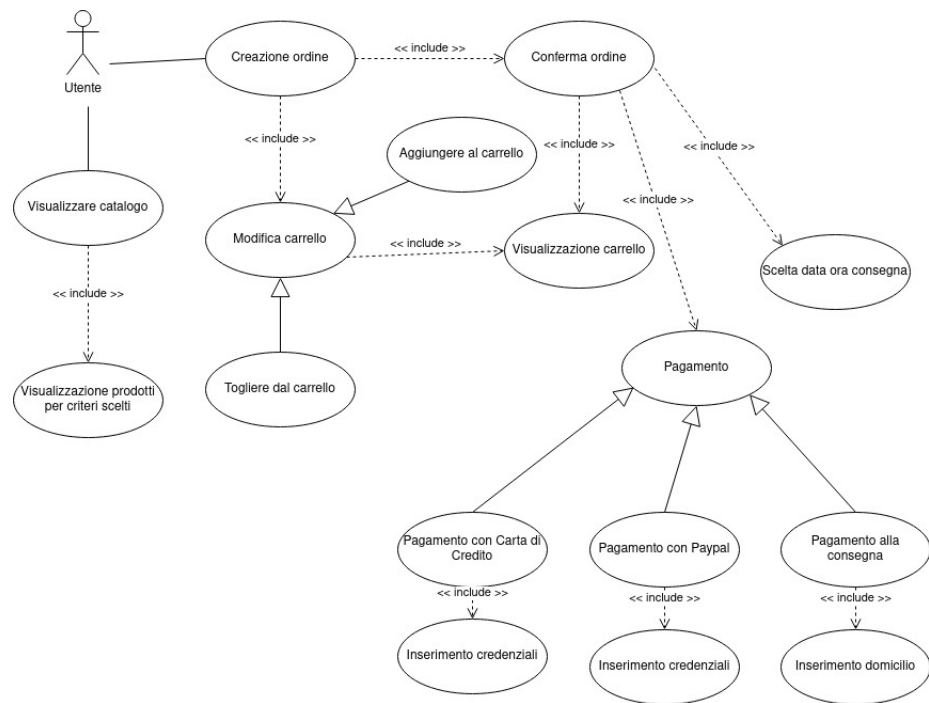 Utente
Creazione ordine
<< include >>
Conferma ordine
<< include >>
<< include >>
<< include >>
<< include >>
Aggiungere al carrello
Visualizzare catalogo
Modifica carrello
<< include >>
Visualizzazione carrello
Scelta data ora consegna
<< include >>
Visualizzazione prodotti
per criteri scelti
Togliere dal carrello
Pagamento
Pagamento con Carta di
Credito
Pagamento con Paypal
Pagamento alla
consegna
<< include >>
<< include >>
<< include >>
Inserimento credenziali
Inserimento credenziali
Inserimento domicilio